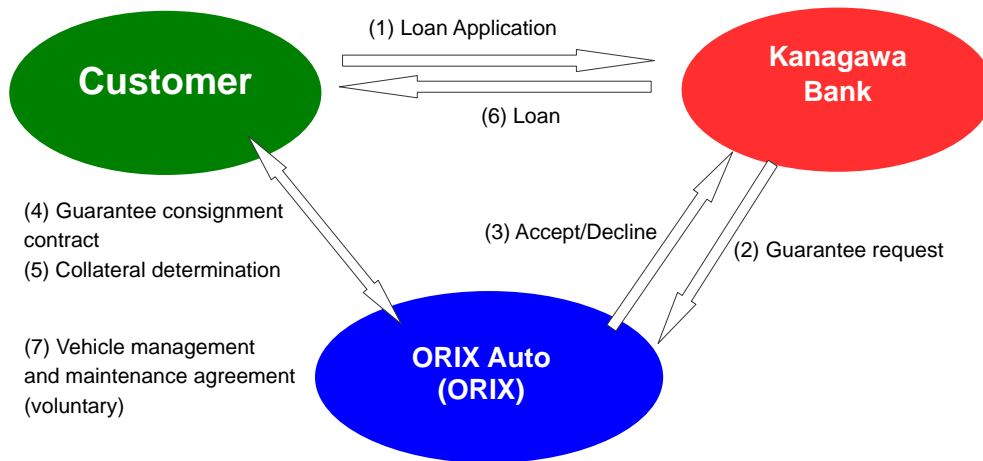 (1) Loan Application
Customer
Kanagawa
Bank
(6) Loan
(4) Guarantee consignment
contract
(5) Collateral determination
(3) Accept/Decline
(2) Guarantee request
(7) Vehicle management
and maintenance agreement
(voluntary)
ORIX Auto
(ORIX)